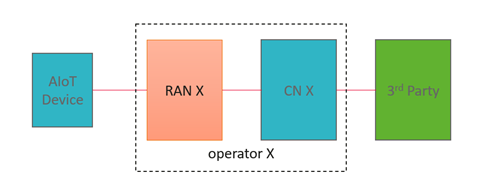 AIoT
Device
RAN X
CN X
3rd Party
operator X